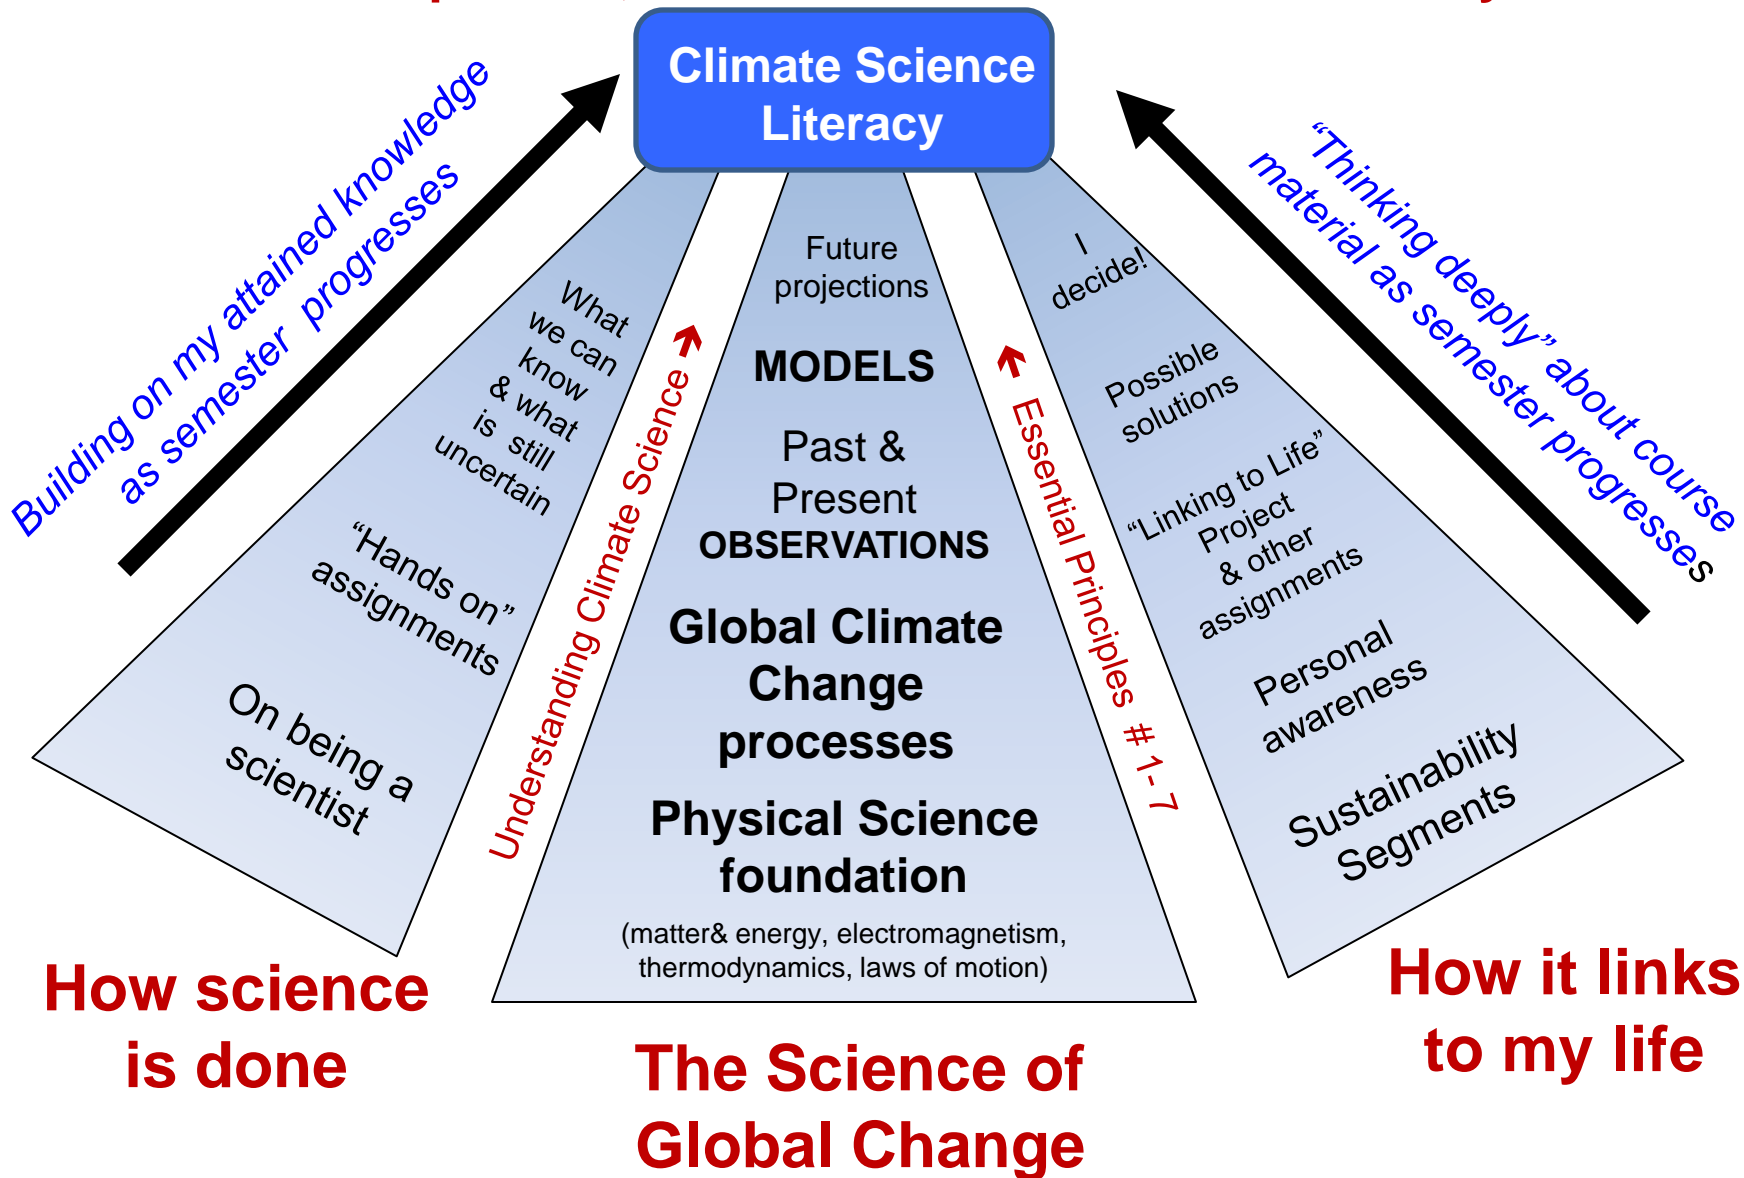 Climate Science
Literacy
Building on my attained knowledge
as semester progresses
"Thinking deeply" about course
material as semester progresses
What
we can
know
& what
is still
uncertain
"Hands on"
assignments
On being a
scientist
Understanding Climate Science →
Future
projections
MODELS
Past &
Present
OBSERVATIONS
Global Climate
Change
processes
Physical Science
foundation
(matter& energy, electromagnetism,
thermodynamics, laws of motion)
← Essential Principles # 1- 7
I
decide!
Possible
solutions
"Linking to Life"
Project
& other
assignments
Personal
awareness
Sustainability
Segments
How science
is done
The Science of
Global Change
How it links
to my life